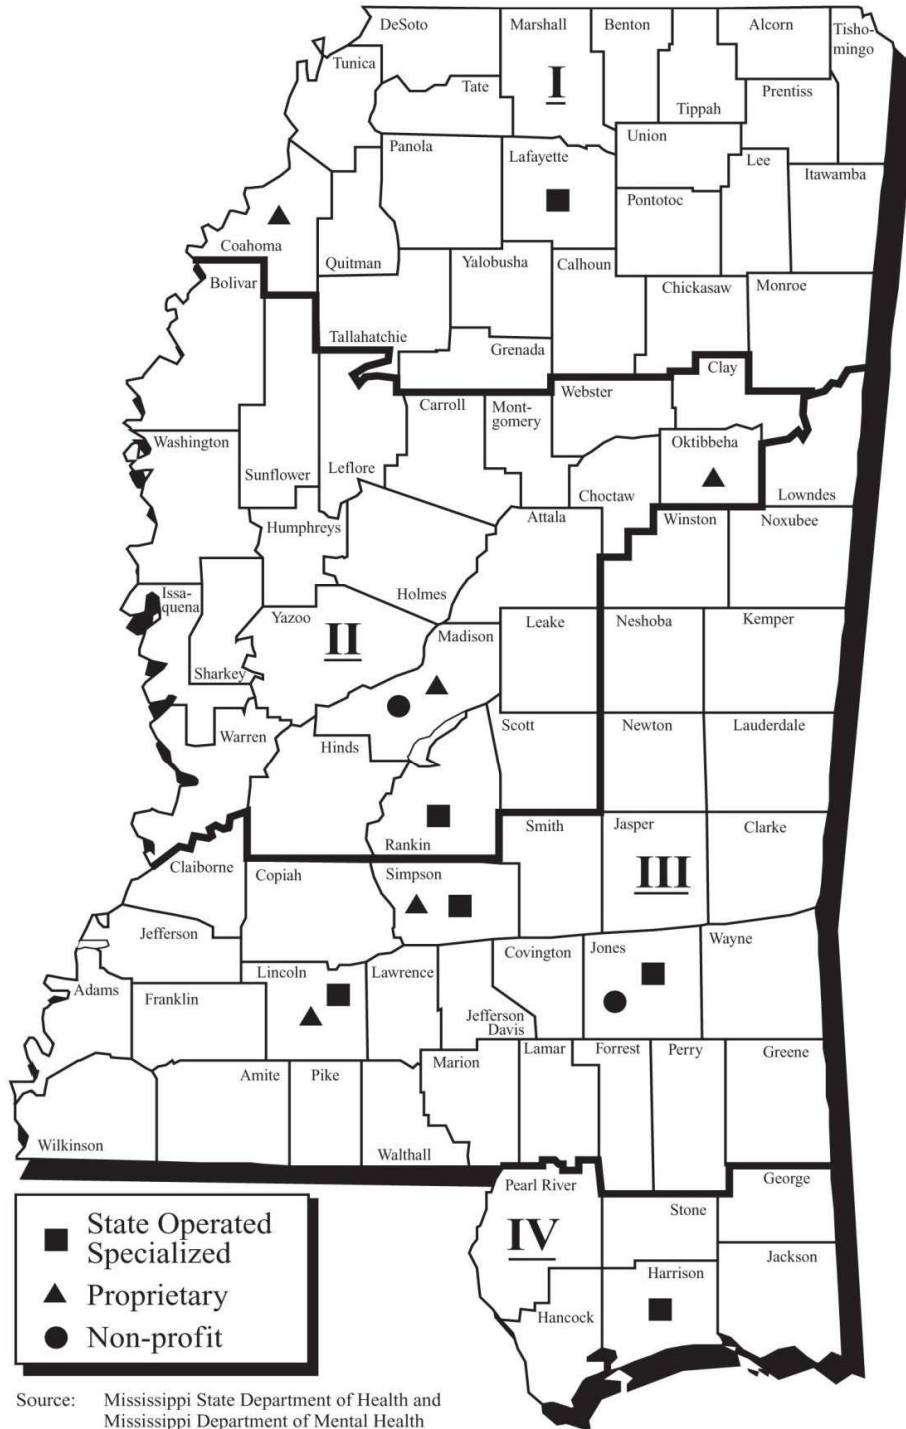 DeSoto
Marshall
Benton
Alcorn
Tisho-
mingo
Tunica
Tate
I
Tippah
Prentiss
Panola
Lafayette
Union
Lee
Itawamba
Pontotoc
Coahoma
Quitman
Yalobusha
Calhoun
Bolivar
Chickasaw
Monroe
Tallahatchie
Grenada
Clay
Webster
Carroll
Mont-
gomery
Washington
Oktibbeha
Sunflower
Leflore
Choctaw
Lowndes
Humphreys
Attala
Winston
Noxubee
Issa-
quena
Holmes
Yazoo
Leake
Neshoba
Kemper
II
Madison
Sharkey
Warren
Hinds
Scott
Newton
Lauderdale
Rankin
Smith
Jasper
Clarke
Claiborne
Copiah
Simpson
III
Jefferson
Covington
Jones
Wayne
Lincoln
Lawrence
Adams
Franklin
Jefferson
Davis
Amite
Pike
Marion
Lamar
Forrest
Perry
Greene
Wilkinson
Walthall
Pearl River
George
Stone
IV
Jackson
Harrison
Hancock
State Operated
Specialized
Proprietary
Non-profit
Source: Mississippi State Department of Health and
Mississippi Department of Mental Health